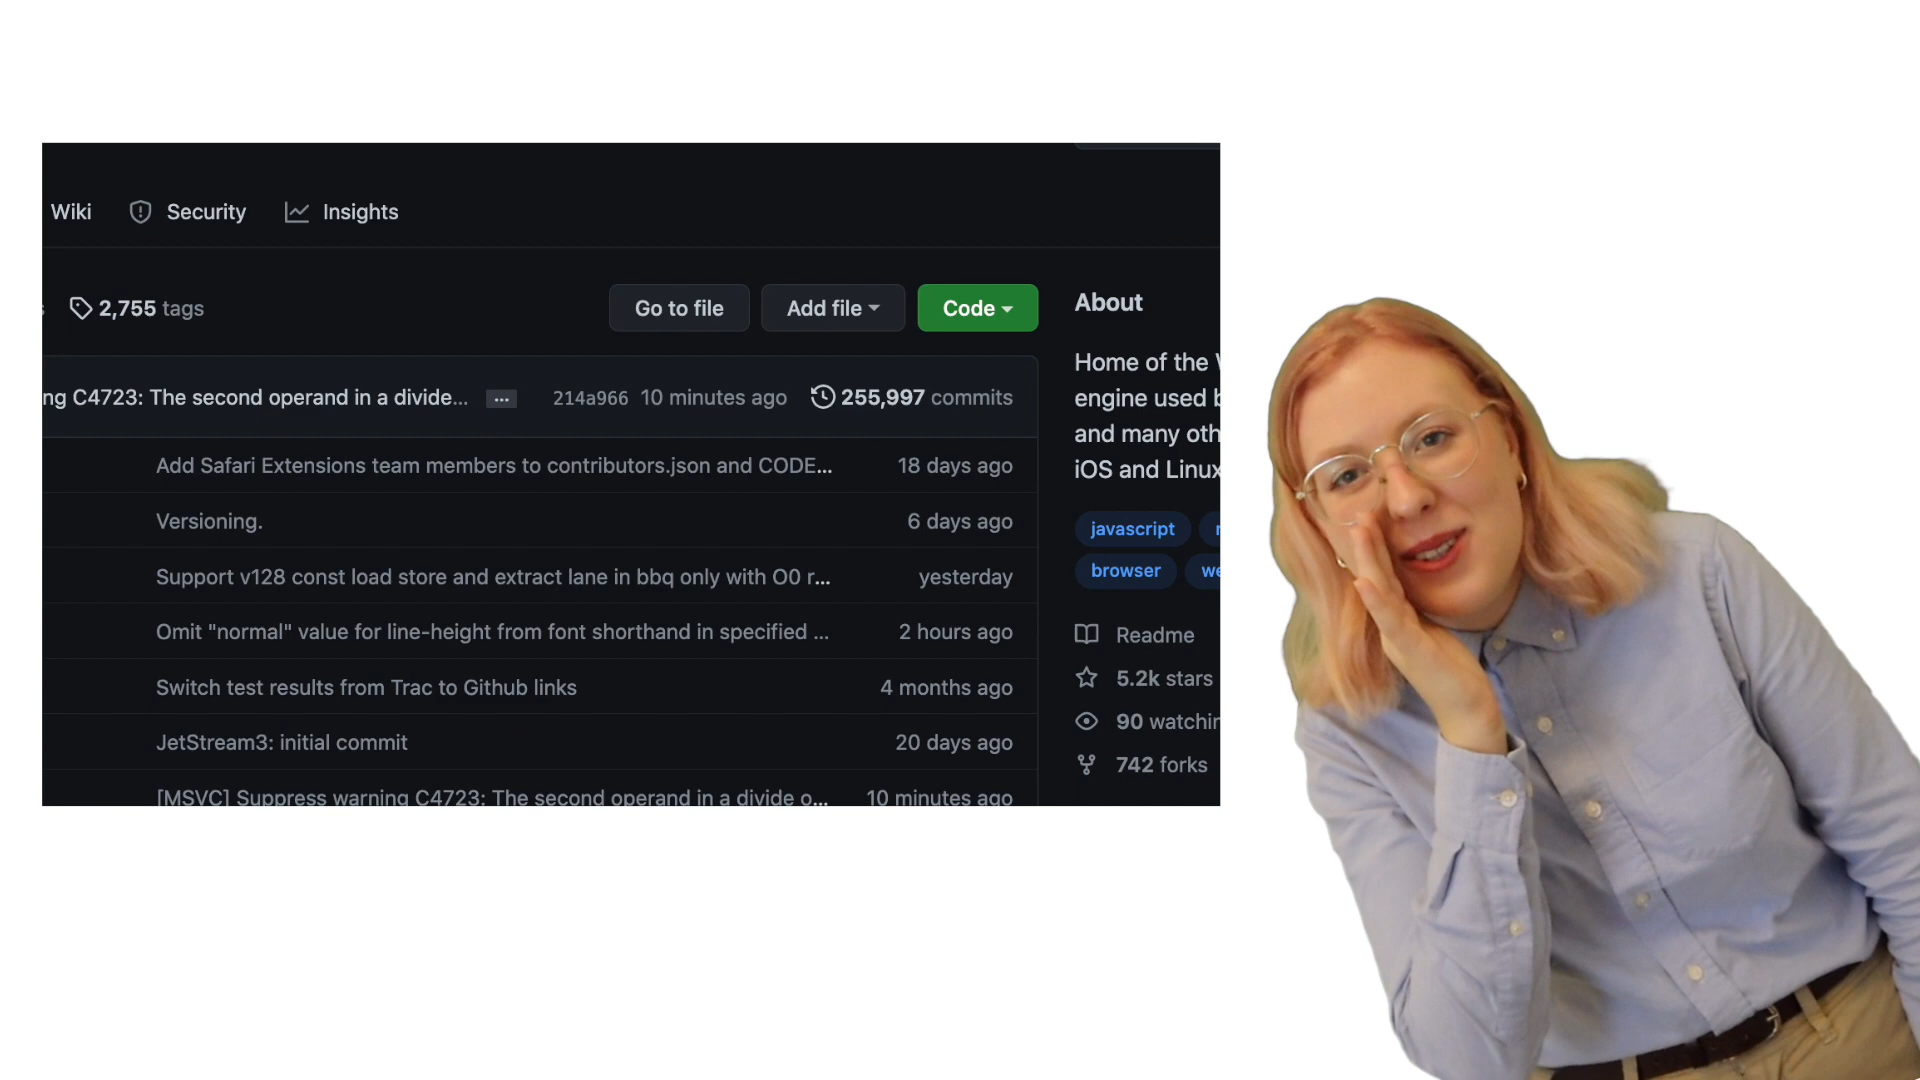 Wiki
Security
Insights
2,755 tags
Go to file
Add file
Code
ng C4723: The second operand in a divide...
...
214a966 10 minutes ago
255,997 commits
Add Safari Extensions team members to contributors.json and CODE...
18 days ago
Versioning.
6 days ago
Support v128 const load store and extract lane in bbq only with O0 r...
yesterday
Omit "normal" value for line-height from font shorthand in specified ...
2 hours ago
Switch test results from Trac to Github links
4 months ago
JetStream3: initial commit
20 days ago
[MSVC] Suppress warning C4723: The second operand in a divide o...
10 minutes ago
About
Home of the
engine used
and many oth
iOS and Linux
javascript
browser
we
Readme
5.2k stars
90 watchin
742 forks